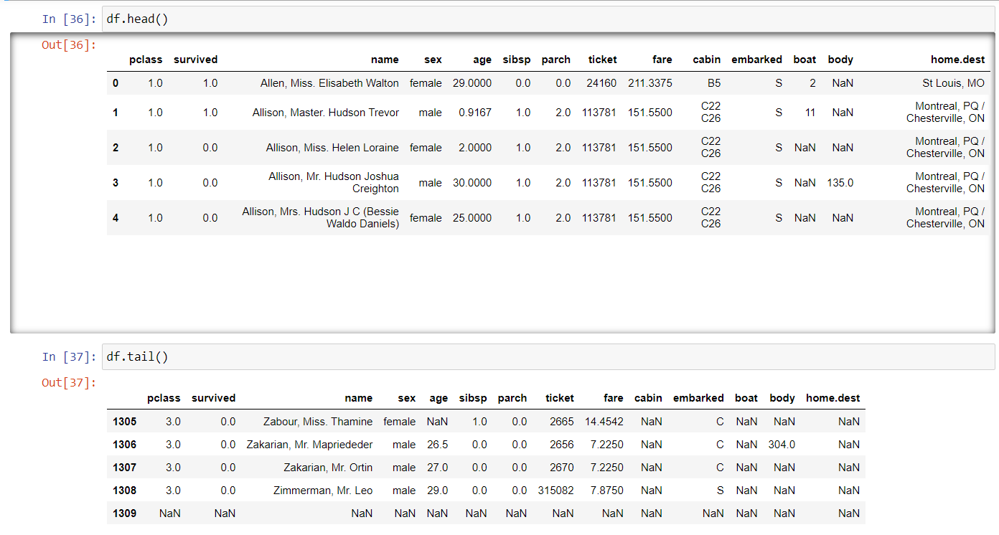 In [36]: df.head()
Out[36]:
pclass survived name sex age sibsp parch ticket fare cabin embarked boat body home.dest
0 1.0 1.0 Allen, Miss. Elisabeth Walton female 29.0000 0.0 0.0 24160 211.3375 B5 S 2 NaN St Louis, MO
1 1.0 1.0 Allison, Master. Hudson Trevor male 0.9167 1.0 2.0 113781 151.5500 C22 C26 S 11 NaN Montreal, PQ / Chesterville, ON
2 1.0 0.0 Allison, Miss. Helen Loraine female 2.0000 1.0 2.0 113781 151.5500 C22 C26 S NaN NaN Montreal, PQ / Chesterville, ON
3 1.0 0.0 Allison, Mr. Hudson Joshua Creighton male 30.0000 1.0 2.0 113781 151.5500 C22 C26 S NaN 135.0 Montreal, PQ / Chesterville, ON
4 1.0 0.0 Allison, Mrs. Hudson J C (Bessie Waldo Daniels) female 25.0000 1.0 2.0 113781 151.5500 C22 C26 S NaN NaN Montreal, PQ / Chesterville, ON
In [37]: df.tail()
Out[37]:
pclass survived name sex age sibsp parch ticket fare cabin embarked boat body home.dest
1305 3.0 0.0 Zabour, Miss. Thamine female NaN 1.0 0.0 2665 14.4542 NaN C NaN NaN NaN
1306 3.0 0.0 Zakarian, Mr. Mapriededer male 26.5 0.0 0.0 2656 7.2250 NaN C NaN 304.0 NaN
1307 3.0 0.0 Zakarian, Mr. Ortin male 27.0 0.0 0.0 2670 7.2250 NaN C NaN NaN NaN
1308 3.0 0.0 Zimmerman, Mr. Leo male 29.0 0.0 0.0 315082 7.8750 NaN S NaN NaN NaN
1309 NaN NaN NaN NaN NaN NaN NaN NaN NaN NaN NaN NaN NaN NaN